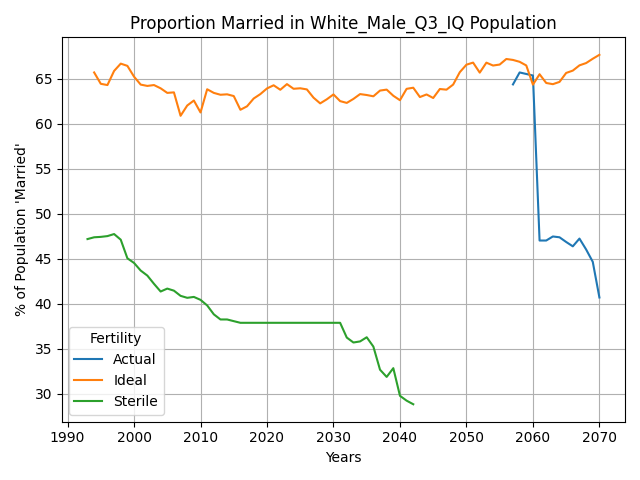 Proportion Married in White_Male_Q3_IQ Population
% of Population 'Married'
65
60
55
50
45
40
35
30
Fertility
Actual
Ideal
Sterile
1990 2000 2010 2020 2030 2040 2050 2060 2070
Years